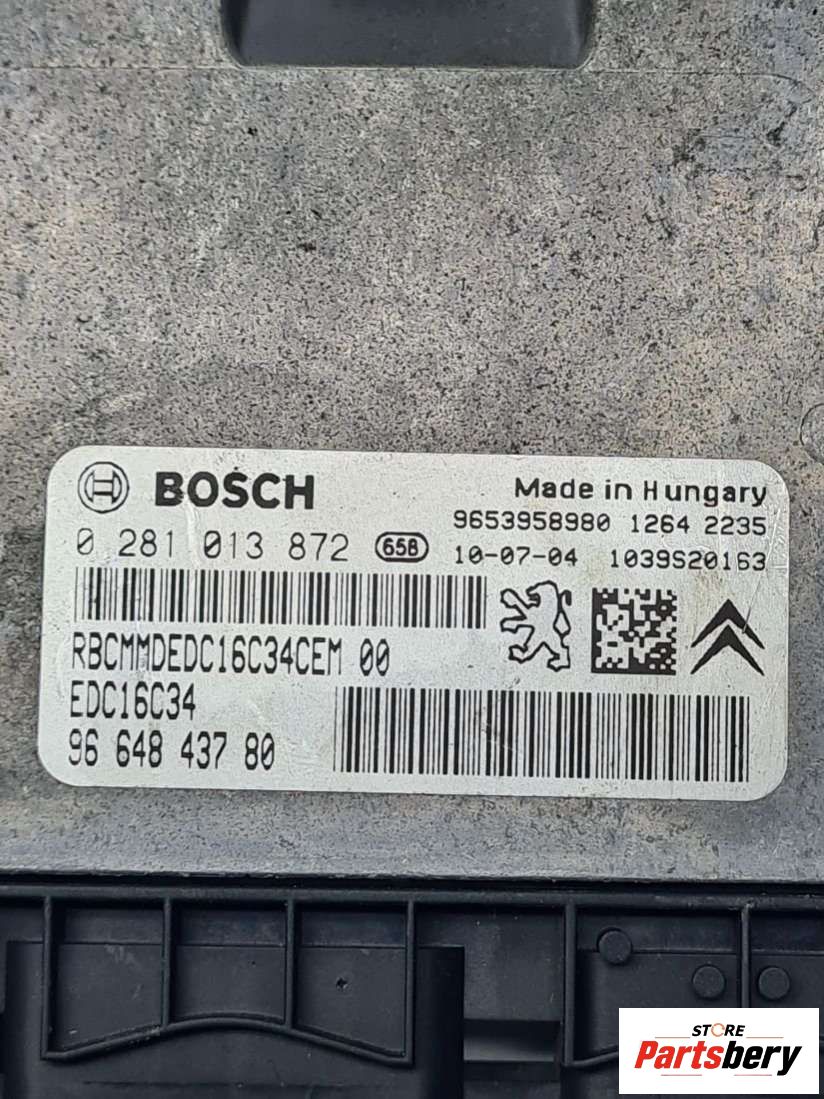 BOSCH
Made in Hungary
9653958980 1264 2235
0 281 013 872 65B
10-07-04 1039S20163
RBCMMDEDC16C34CEM 00
EDC16C34
96 648 437 80
STORE
Partsbery